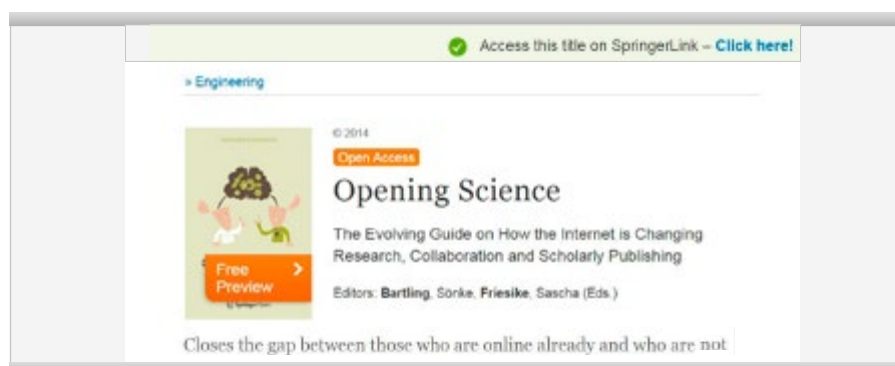 Access this title on SpringerLink – Click here!
» Engineering
© 2014
Open Access
Opening Science
The Evolving Guide on How the Internet is Changing
Research, Collaboration and Scholarly Publishing
Editors: Bartling, Sönke, Friesike, Sascha (Eds.)
Free
Preview
Closes the gap between those who are online already and who are not